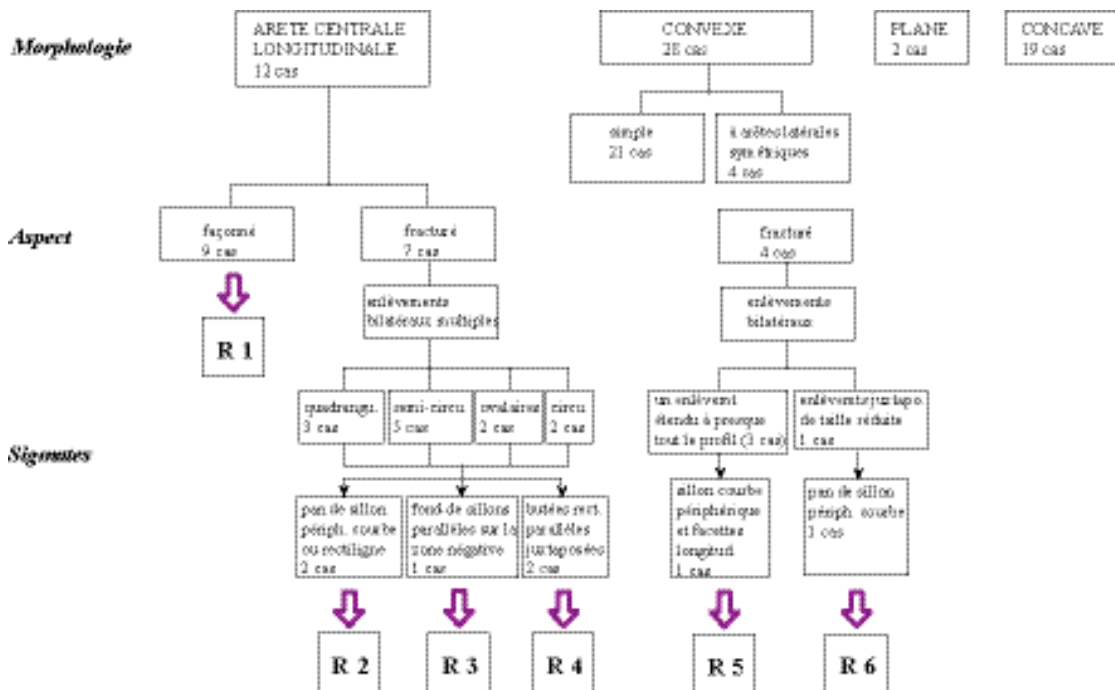 Morphologie
ARETE CENTRALE
LONGITUDINALE
12 cas
CONVEXE
28 cas
PLANE
2 cas
CONCAVE
19 cas
simple
21 cas
à arêtes latérales
symétriques
4 cas
Aspect
façonné
9 cas
fracturé
7 cas
fracturé
4 cas
enlèvements
bilatéraux multiples
enlèvements
bilatéraux
R 1
Stigmates
quadrangu.
3 cas
semi-circu
5 cas
ovalaires
2 cas
circu
2 cas
un enlèvemt
étendu à presque
tout le profil (3 cas)
enlèvemts juxtapo.
de taille réduite
1 cas
pan de sillon
périph. courbe
ou rectiligne
2 cas
fond de sillons
parallèles sur la
zone négative
1 cas
butées rect.
parallèles
juxtaposées
2 cas
sillon courbe
périphérique
et facettes
longitud.
1 cas
pan de sillon
périph. courbe
1 cas
R 2
R 3
R 4
R 5
R 6